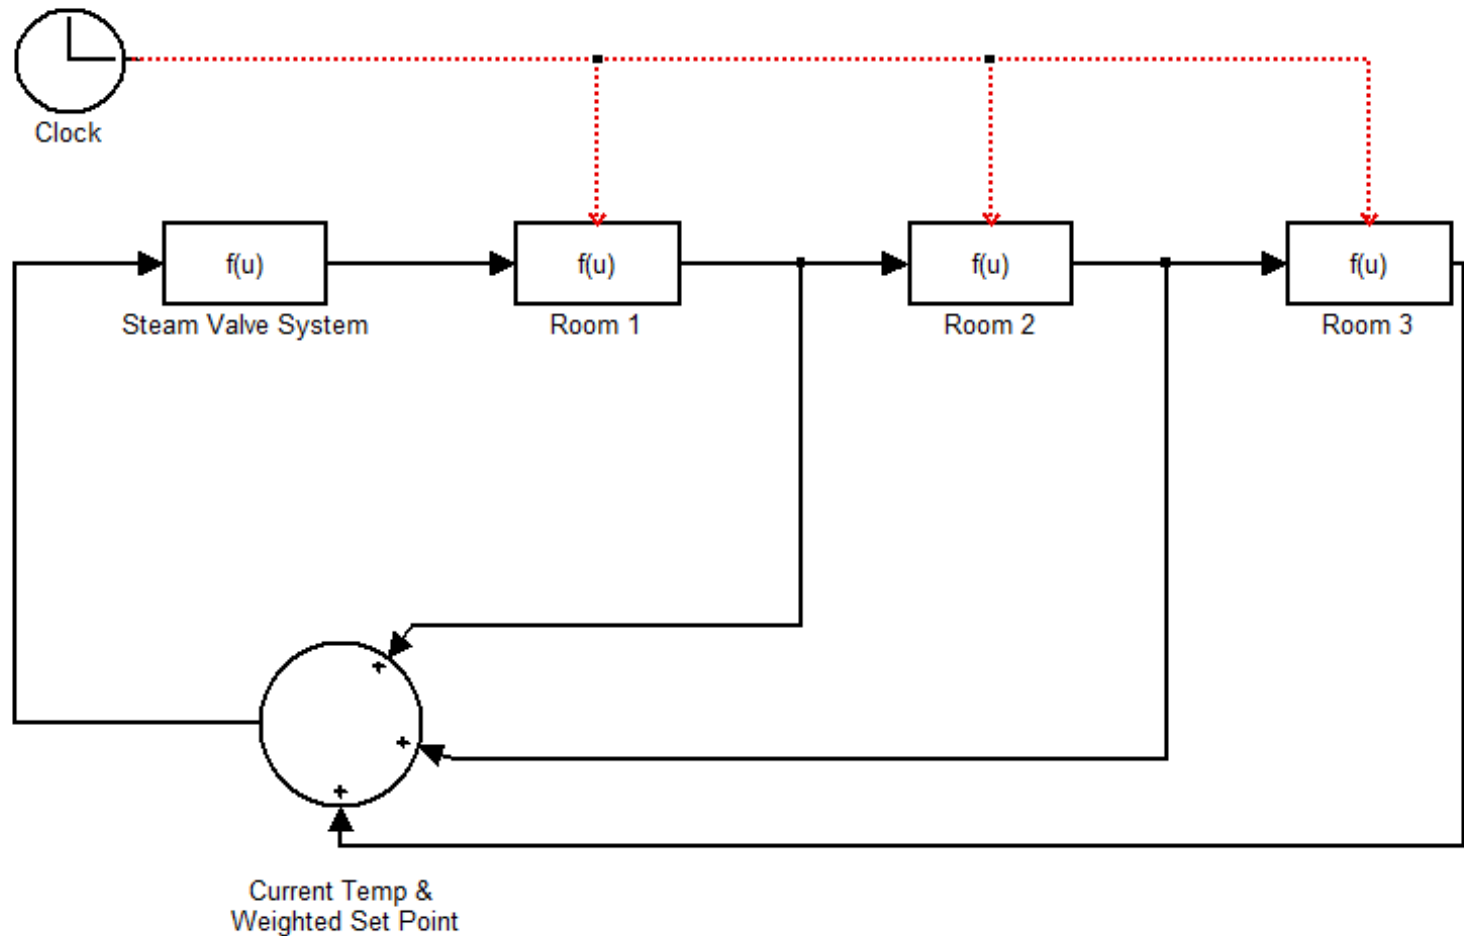 Clock
f(u)
f(u)
f(u)
f(u)
Steam Valve System
Room 1
Room 2
Room 3
+
+
+
Current Temp &
Weighted Set Point